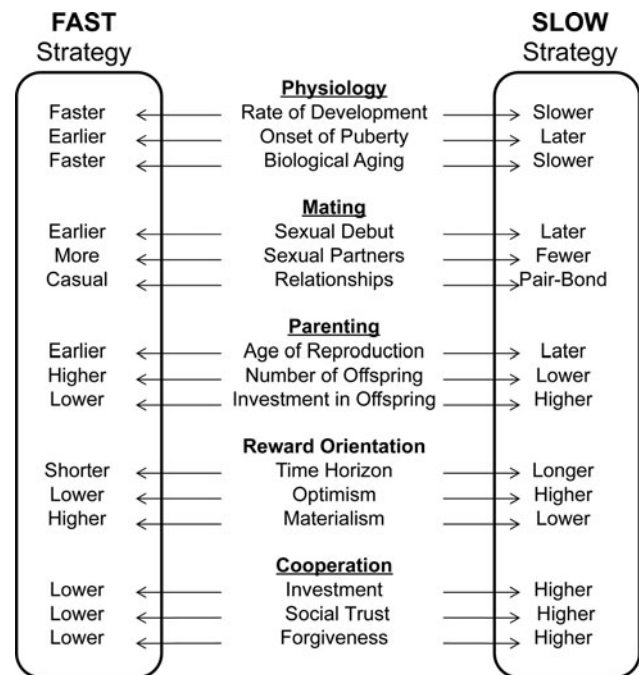 FAST SLOW
Strategy Strategy
Physiology
Faster Rate of Development Slower
Earlier Onset of Puberty Later
Faster Biological Aging Slower
Mating
Earlier Sexual Debut Later
More Sexual Partners Fewer
Casual Relationships Pair-Bond
Parenting
Earlier Age of Reproduction Later
Higher Number of Offspring Lower
Lower Investment in Offspring Higher
Reward Orientation
Shorter Time Horizon Longer
Lower Optimism Higher
Higher Materialism Lower
Cooperation
Lower Investment Higher
Lower Social Trust Higher
Lower Forgiveness Higher